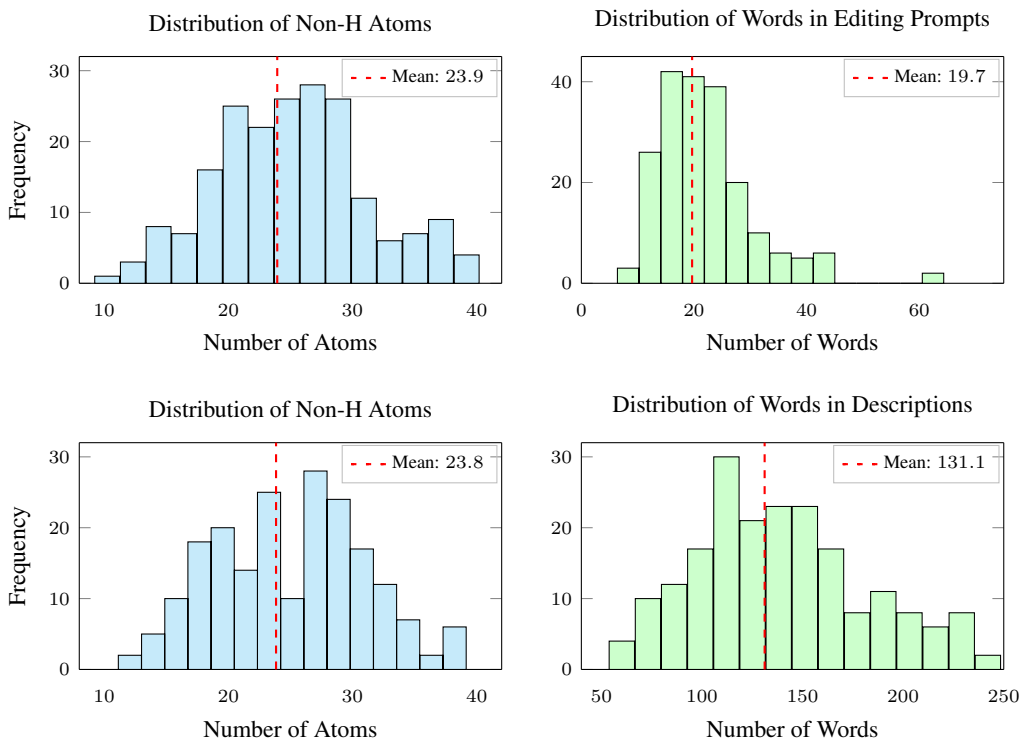 Distribution of Non-H Atoms
Mean: 23.9
30
20
10
0
Frequency
10 20 30 40
Number of Atoms
Distribution of Words in Editing Prompts
Mean: 19.7
40
20
0
0 20 40 60
Number of Words
Distribution of Non-H Atoms
Mean: 23.8
30
20
10
0
Frequency
10 20 30 40
Number of Atoms
Distribution of Words in Descriptions
Mean: 131.1
30
20
10
0
50 100 150 200 250
Number of Words